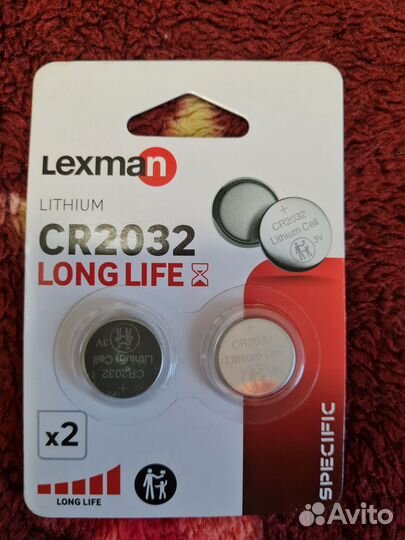 Lexman
LITHIUM
CR2032
LONG LIFE
CR2032
Lithium Cell
3V
3V
Lithium Cell
CR2032
CR2032
Lithium Cell
x2
LONG LIFE
SPECIFIC
Avito